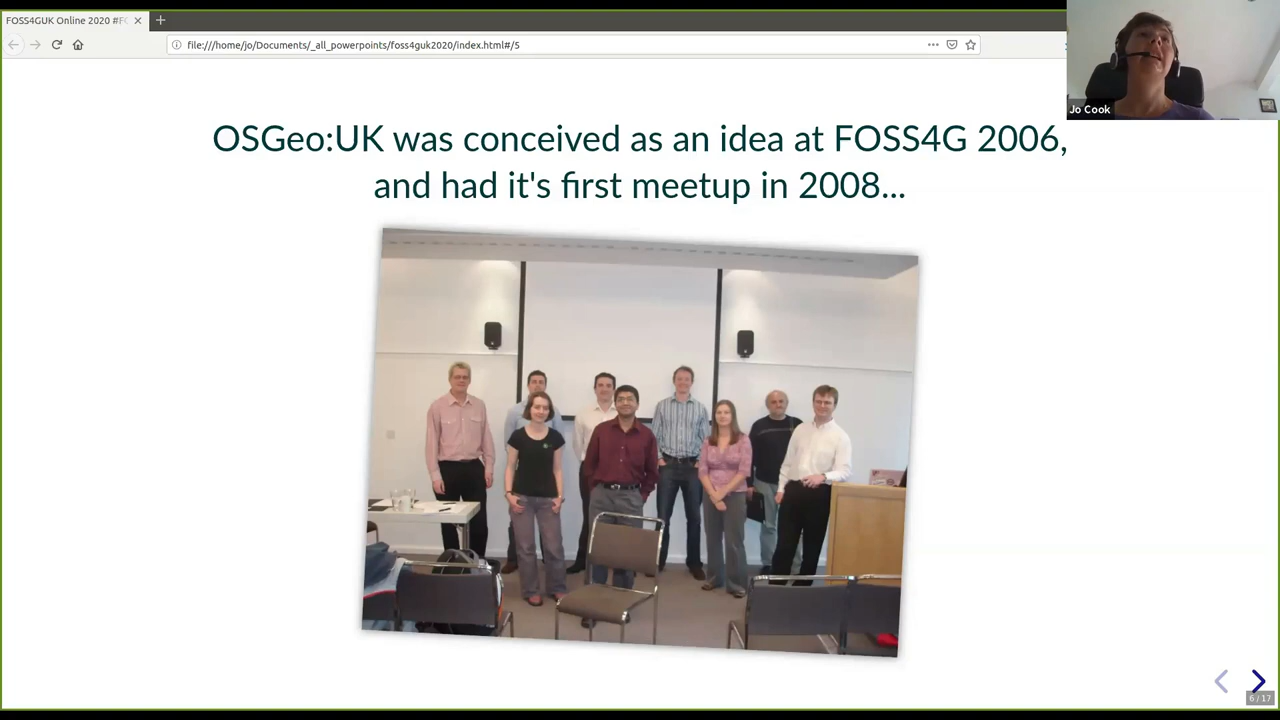 FOSS4GUK Online 2020 #FO
file:///home/jo/Documents/_all_powerpoints/foss4guk2020/index.html#/5
Jo Cook
OSGeo:UK was conceived as an idea at FOSS4G 2006,
and had it's first meetup in 2008...
6 / 17